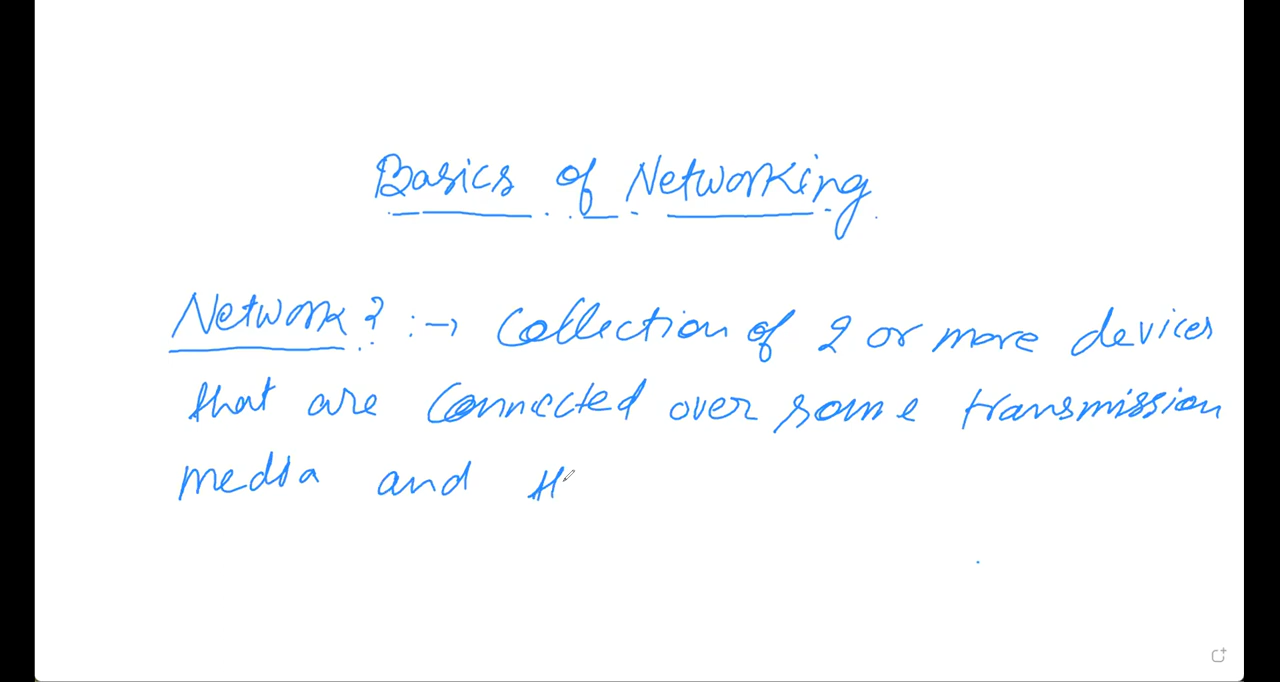 Basics of Networking
Network? :→ Collection of 2 or more devices
that are connected over some transmission
media and